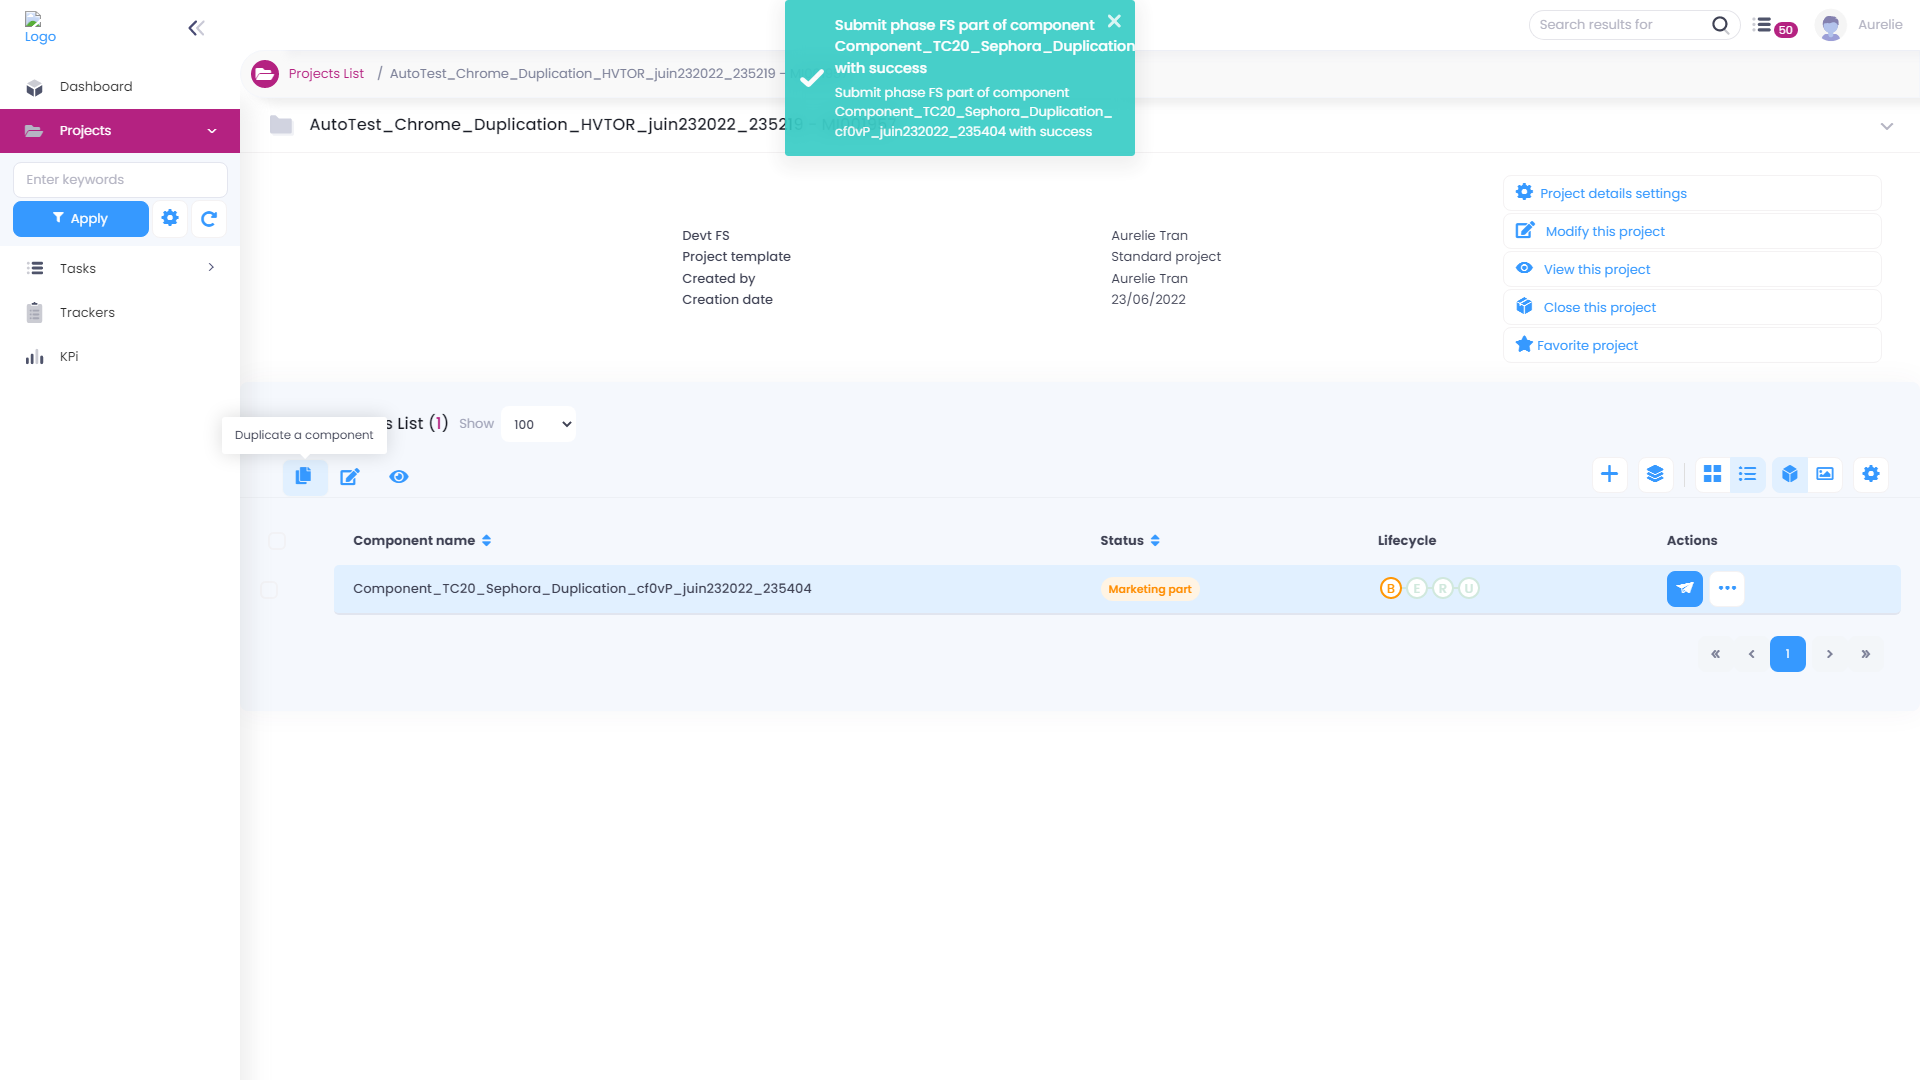 Logo
Dashboard
Projects
Enter keywords
Apply
Tasks
Trackers
KPi
Submit phase FS part of component
Component_TC20_Sephora_Duplication
with success
Submit phase FS part of component
Component_TC20_Sephora_Duplication_
cf0vP_juin232022_235404 with success
Search results for
50
Aurelie
Projects List / AutoTest_Chrome_Duplication_HVTOR_juin232022_235219 -
AutoTest_Chrome_Duplication_HVTOR_juin232022_235219 -
Devt FS Aurelie Tran
Project template Standard project
Created by Aurelie Tran
Creation date 23/06/2022
Project details settings
Modify this project
View this project
Close this project
Favorite project
s List (1) Show 100
Duplicate a component
Component name Status Lifecycle Actions
Component_TC20_Sephora_Duplication_cf0vP_juin232022_235404 Marketing part B E R U
« ‹ 1 › »